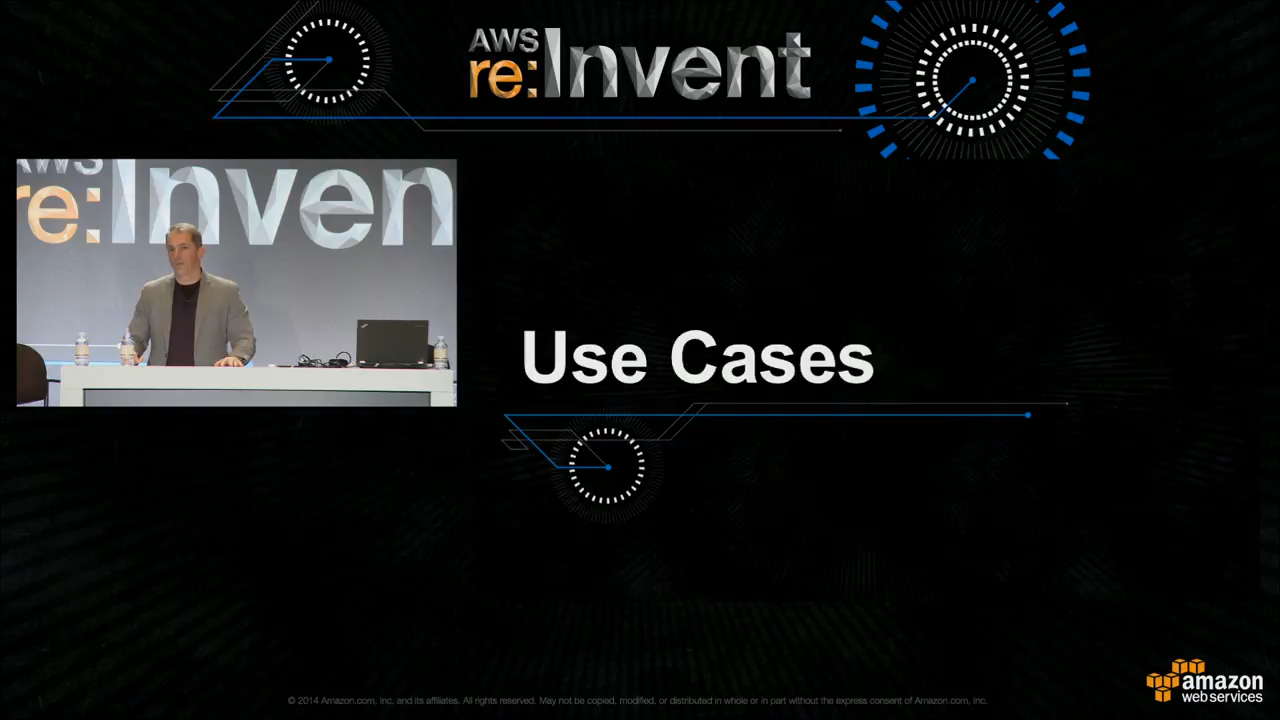 AWS
re:Invent
AWS
re:Inven
Use Cases
© 2014 Amazon.com, Inc. and its affiliates. All rights reserved. May not be copied, modified, or distributed in whole or in part without the express consent of Amazon.com, Inc.
amazon
web services